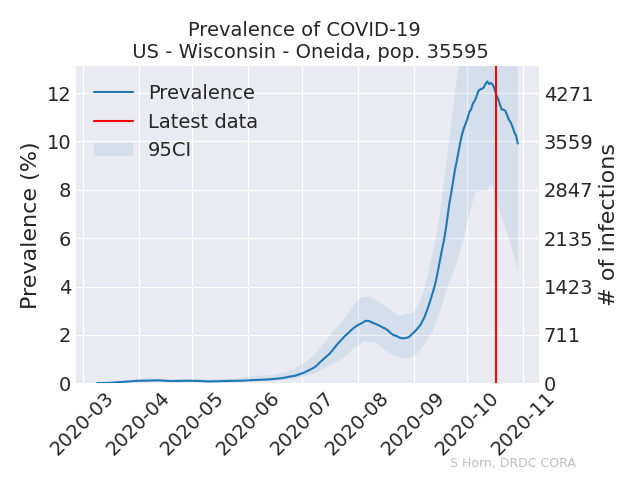 Prevalence of COVID-19
US - Wisconsin - Oneida, pop. 35595
Prevalence
Latest data
95CI
Prevalence (%)
12
10
8
6
4
2
0
4271
3559
2847
2135
1423
711
0
# of infections
2020-03
2020-04
2020-05
2020-06
2020-07
2020-08
2020-09
2020-10
2020-11
S Horn, DRDC CORA